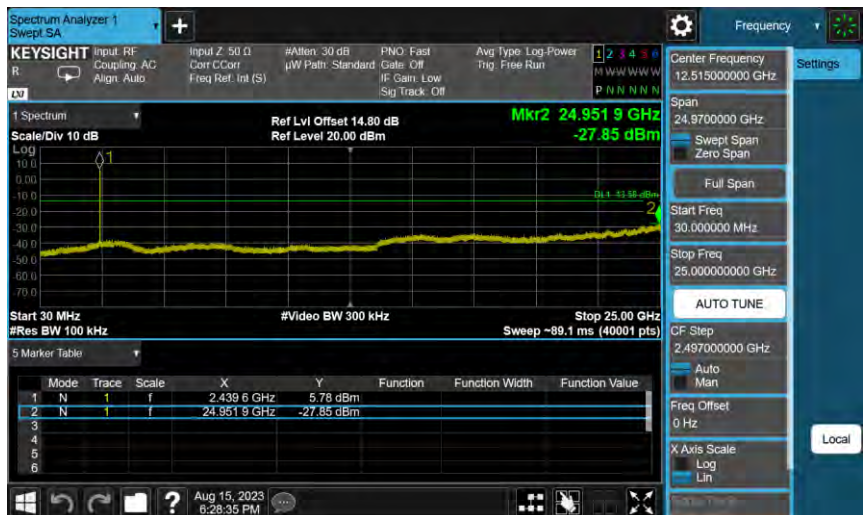 Spectrum Analyzer 1
Swept SA
+
Frequency
KEYSIGHT
R
LXI
Input: RF
Coupling: AC
Align: Auto
Input Z: 50 Ω
Corr CCorr
Freq Ref: Int (S)
#Atten: 30 dB
µW Path: Standard
PNO: Fast
Gate: Off
IF Gain: Low
Sig Track: Off
Avg Type: Log-Power
Trig: Free Run
1 2 3 4 5 6
M W W W W W
P N N N N N
Center Frequency
12.515000000 GHz
Settings
1 Spectrum
Scale/Div 10 dB
Ref Lvl Offset 14.80 dB
Ref Level 20.00 dBm
Mkr2 24.951 9 GHz
-27.85 dBm
Span
24.9700000 GHz
Swept Span
Zero Span
Full Span
Log
10.0
0.00
-10.0
-20.0
-30.0
-40.0
-50.0
-60.0
-70.0
1
2
Start Freq
30.000000 MHz
Stop Freq
25.000000000 GHz
AUTO TUNE
Start 30 MHz
#Video BW 300 kHz
Stop 25.00 GHz
#Res BW 100 kHz
Sweep ~89.1 ms (40001 pts)
CF Step
2.497000000 GHz
Auto
Man
5 Marker Table
Mode Trace Scale X Y Function Function Width Function Value
1 N 1 f 2.439 6 GHz 5.78 dBm
2 N 1 f 24.951 9 GHz -27.85 dBm
3
4
5
6
Freq Offset
0 Hz
X Axis Scale
Log
Lin
Local
?
Aug 15, 2023
6:28:35 PM